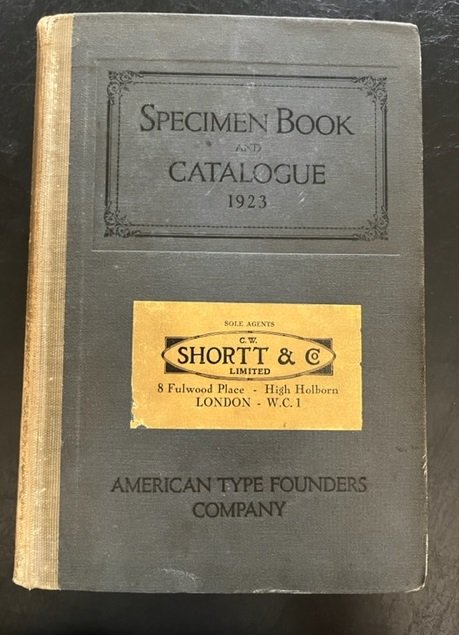 SPECIMEN BOOK
AND
CATALOGUE
1923
SOLE AGENTS
C. W.
SHORTT & Co
LIMITED
8 Fulwood Place - High Holborn
LONDON - W.C. 1
AMERICAN TYPE FOUNDERS
COMPANY